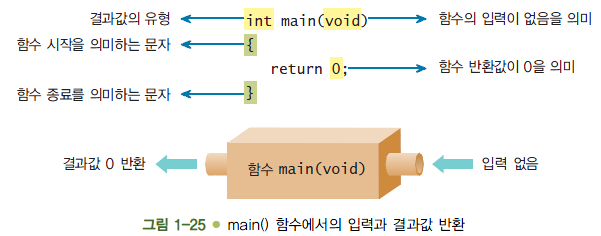 결과값의 유형 int main(void) 함수의 입력이 없음을 의미
함수 시작을 의미하는 문자 {
return 0; 함수 반환값이 0을 의미
함수 종료를 의미하는 문자 }
결과값 0 반환 함수 main(void) 입력 없음
그림 1-25 ● main() 함수에서의 입력과 결과값 반환